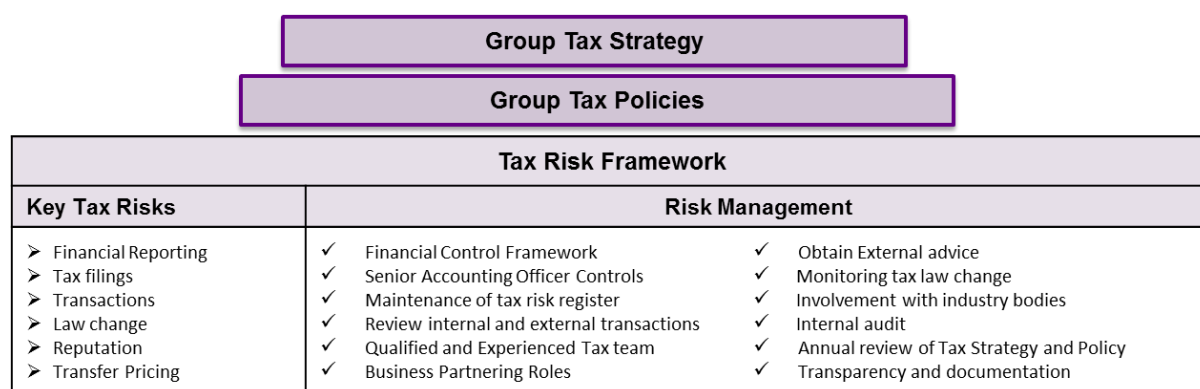 Group Tax Strategy
Group Tax Policies
Tax Risk Framework
Key Tax Risks
Risk Management
➢ Financial Reporting
➢ Tax filings
➢ Transactions
➢ Law change
➢ Reputation
➢ Transfer Pricing
✓ Financial Control Framework
✓ Senior Accounting Officer Controls
✓ Maintenance of tax risk register
✓ Review internal and external transactions
✓ Qualified and Experienced Tax team
✓ Business Partnering Roles
✓ Obtain External advice
✓ Monitoring tax law change
✓ Involvement with industry bodies
✓ Internal audit
✓ Annual review of Tax Strategy and Policy
✓ Transparency and documentation